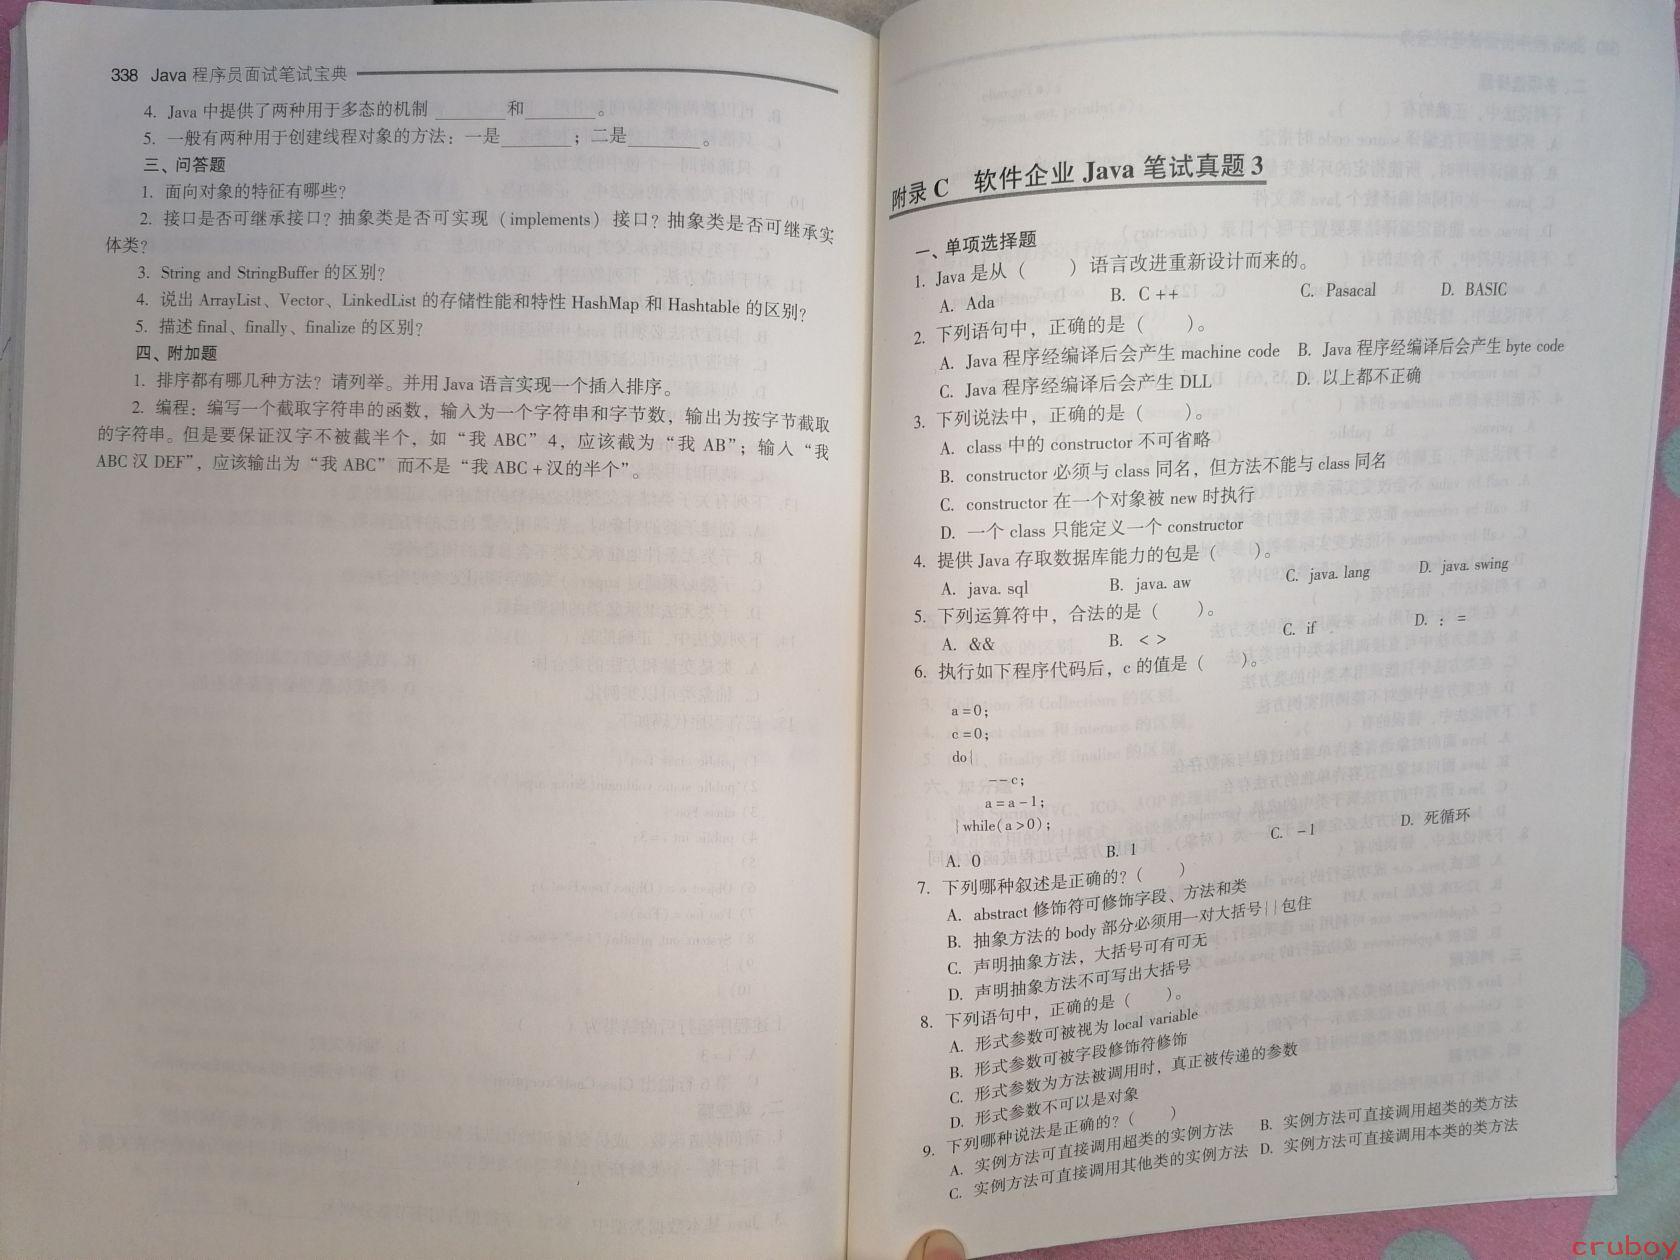 338 Java 程序员面试笔试宝典
4. Java 中提供了两种用于多态的机制 ________和________。
5. 一般有两种用于创建线程对象的方法：一是________；二是________。
三、问答题
1. 面向对象的特征有哪些？
2. 接口是否可继承接口？抽象类是否可实现（implements）接口？抽象类是否可继承实
体类？
3. String and StringBuffer 的区别？
4. 说出 ArrayList、Vector、LinkedList 的存储性能和特性 HashMap 和 Hashtable 的区别？
5. 描述 final、finally、finalize 的区别？
四、附加题
1. 排序都有哪几种方法？请列举。并用 Java 语言实现一个插入排序。
2. 编程：编写一个截取字符串的函数，输入为一个字符串和字节数，输出为按字节截取
的字符串。但是要保证汉字不被截半个，如“我 ABC”4，应该截为“我 AB”；输入“我
ABC 汉 DEF”，应该输出为“我 ABC”而不是“我 ABC + 汉的半个”。
附录 C 软件企业 Java 笔试真题 3
一、单项选择题
1. Java 是从（ ）语言改进重新设计而来的。
A. Ada B. C ++ C. Pasacal D. BASIC
2. 下列语句中，正确的是（ ）。
A. Java 程序经编译后会产生 machine code B. Java 程序经编译后会产生 byte code
C. Java 程序经编译后会产生 DLL D. 以上都不正确
3. 下列说法中，正确的是（ ）。
A. class 中的 constructor 不可省略
B. constructor 必须与 class 同名，但方法不能与 class 同名
C. constructor 在一个对象被 new 时执行
D. 一个 class 只能定义一个 constructor
4. 提供 Java 存取数据库能力的包是（ ）。
A. java. sql B. java. aw C. java. lang D. java. swing
5. 下列运算符中，合法的是（ ）。
A. && B. < > C. if D. : =
6. 执行如下程序代码后，c 的值是（ ）。
a = 0;
c = 0;
do{
-- c;
a = a - 1;
}while( a > 0);
A. 0 B. 1 C. -1 D. 死循环
7. 下列哪种叙述是正确的？（ ）
A. abstract 修饰符可修饰字段、方法和类
B. 抽象方法的 body 部分必须用一对大括号{}包住
C. 声明抽象方法，大括号可有可无
D. 声明抽象方法不可写出大括号
8. 下列语句中，正确的是（ ）。
A. 形式参数可被视为 local variable
B. 形式参数可被字段修饰符修饰
C. 形式参数为方法被调用时，真正被传递的参数
D. 形式参数不可以是对象
9. 下列哪种说法是正确的？（ ）
A. 实例方法可直接调用超类的实例方法 B. 实例方法可直接调用超类的类方法
C. 实例方法可直接调用其他类的实例方法 D. 实例方法可直接调用本类的类方法
cruboy